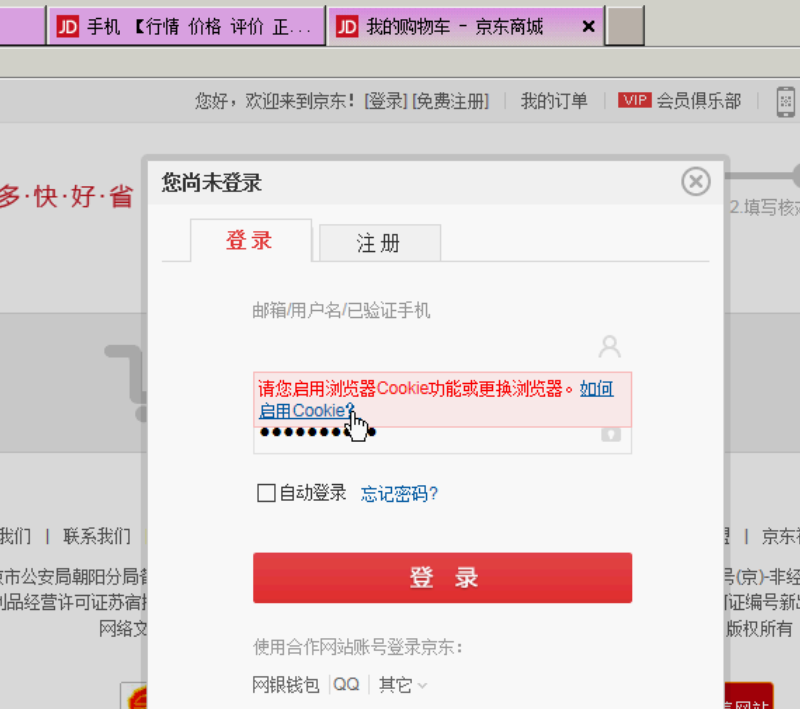 JD 手机 【行情 价格 评价 正...
JD 我的购物车 - 京东商城 ×
您好，欢迎来到京东! [登录] [免费注册] 我的订单 VIP 会员俱乐部
多·快·好·省
您尚未登录
2.填写核
登录 注册
邮箱/用户名/已验证手机
请您启用浏览器Cookie功能或更换浏览器。如何
启用Cookie?
自动登录 忘记密码?
我们 | 联系我们
| 京东
京市公安局朝阳分局
号(京)-非经
品经营许可证苏宿
可证编号新出
网络文
版权所有
登 录
使用合作网站账号登录京东:
网银钱包 QQ 其它
网站